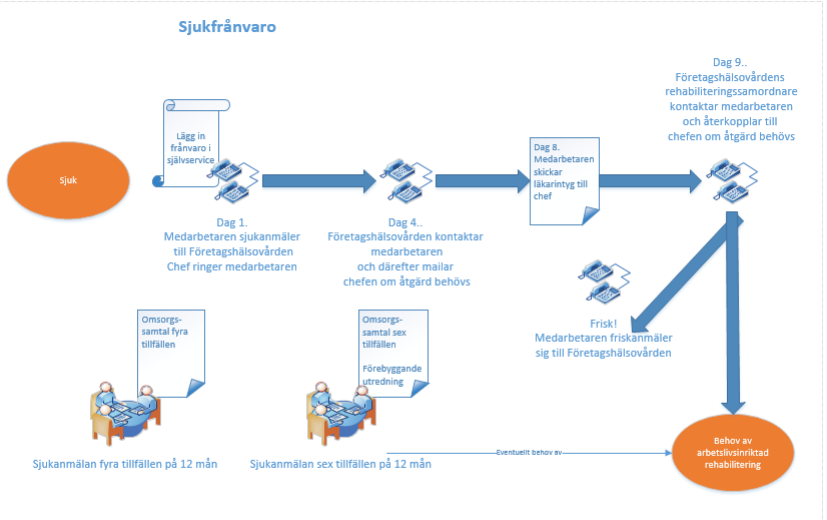 Sjukfrånvaro
Sjuk
Lägg in
frånvaro i
självservice
Dag 1.
Medarbetaren sjukanmäler
till Företagshälsovården
Chef ringer medarbetaren
Dag 4..
Företagshälsovården kontaktar
medarbetaren
och därefter mailar
chefen om åtgärd behövs
Dag 8.
Medarbetaren
skickar
läkarintyg till
chef
Dag 9..
Företagshälsovårdens
rehabiliteringssamordnare
kontaktar medarbetaren
och återkopplar till
chefen om åtgärd behövs
Frisk!
Medarbetaren friskanmäler
sig till Företagshälsovården
Omsorgs-
samtal fyra
tillfällen
Sjukanmälan fyra tillfällen på 12 mån
Omsorgs-
samtal sex
tillfällen
Förebyggande
utredning
Sjukanmälan sex tillfällen på 12 mån
Eventuellt behov av
Behov av
arbetslivsinriktad
rehabilitering